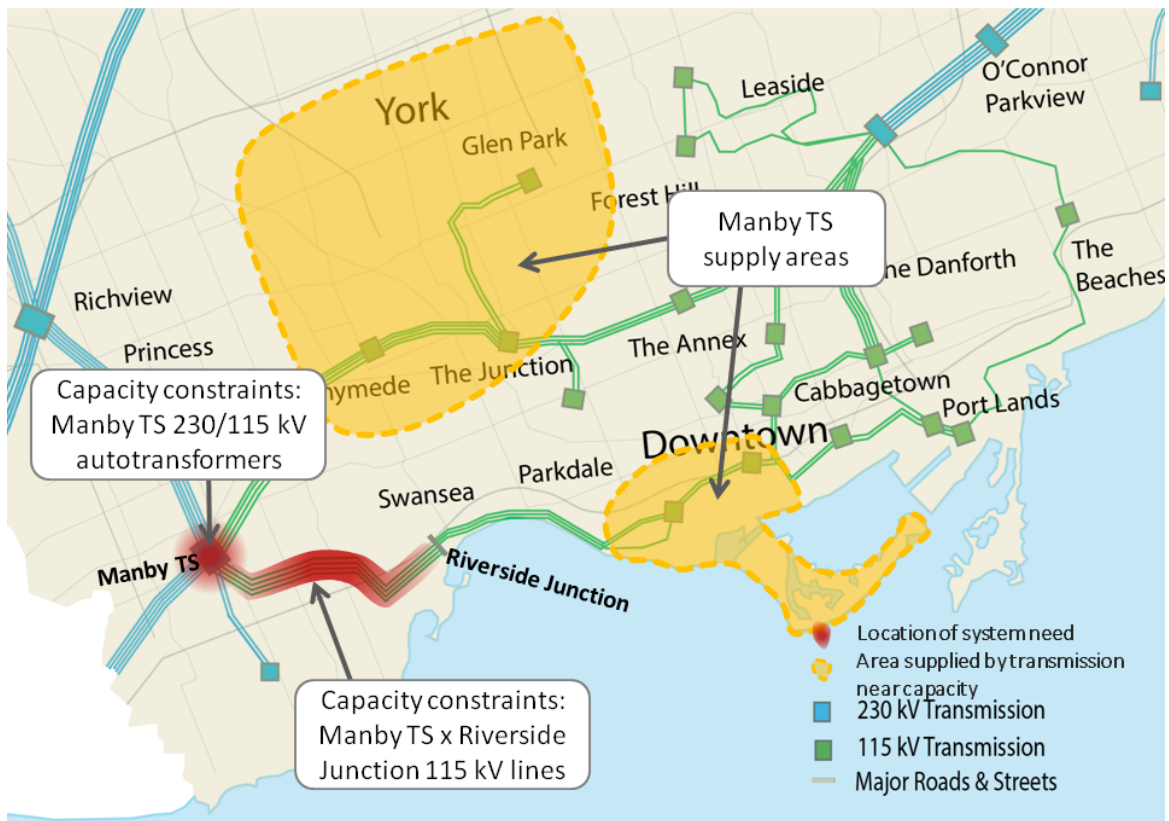 O'Connor
Parkview
Leaside
York
Glen Park
Forest Hill
Manby TS
supply areas
ne Danforth
The
Beaches
Richview
Princess
The Annex
The Junction
nymede
Cabbagetown
Port Lands
Capacity constraints:
Manby TS 230/115 kV
autotransformers
Downtown
Parkdale
Swansea
Manby TS
Riverside Junction
Capacity constraints:
Manby TS x Riverside
Junction 115 kV lines
Location of system need
Area supplied by transmission
near capacity
230 kV Transmission
115 kV Transmission
Major Roads & Streets